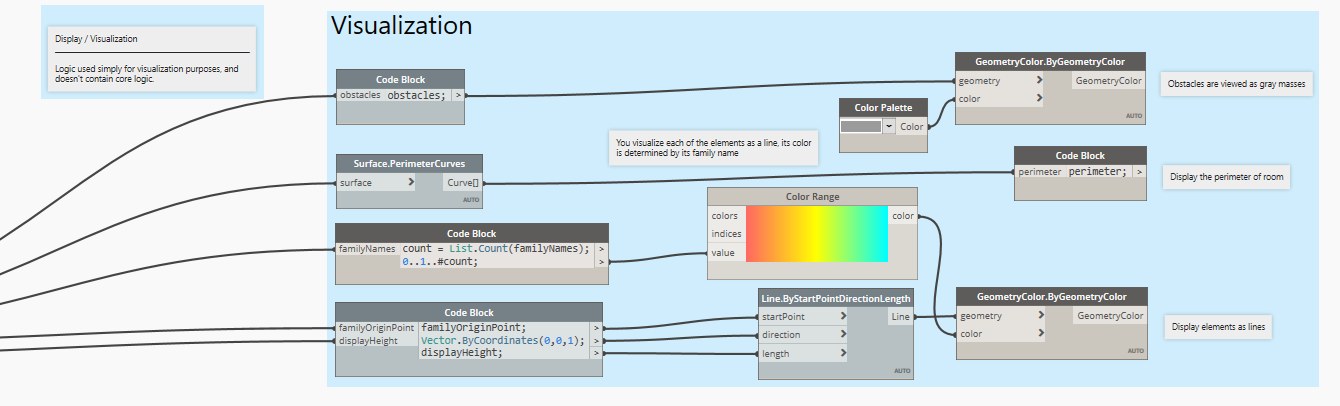 Display / Visualization
Logic used simply for visualization purposes, and
doesn't contain core logic.
Visualization
Code Block
obstacles obstacles; >
GeometryColor.ByGeometryColor
geometry > GeometryColor
color >
AUTO
Obstacles are viewed as gray masses
Color Palette
Color
You visualize each of the elements as a line, its color
is determined by its family name
Surface.PerimeterCurves
surface > Curve[]
AUTO
Code Block
perimeter perimeter; >
Display the perimeter of room
Code Block
familyNames count = List.Count(familyNames); >
0..1..#count; >
Color Range
colors color
indices
value
Code Block
familyOriginPoint familyOriginPoint; >
displayHeight Vector.ByCoordinates(0,0,1); >
displayHeight; >
Line.ByStartPointDirectionLength
startPoint > Line
direction >
length >
AUTO
GeometryColor.ByGeometryColor
geometry > GeometryColor
color >
AUTO
Display elements as lines